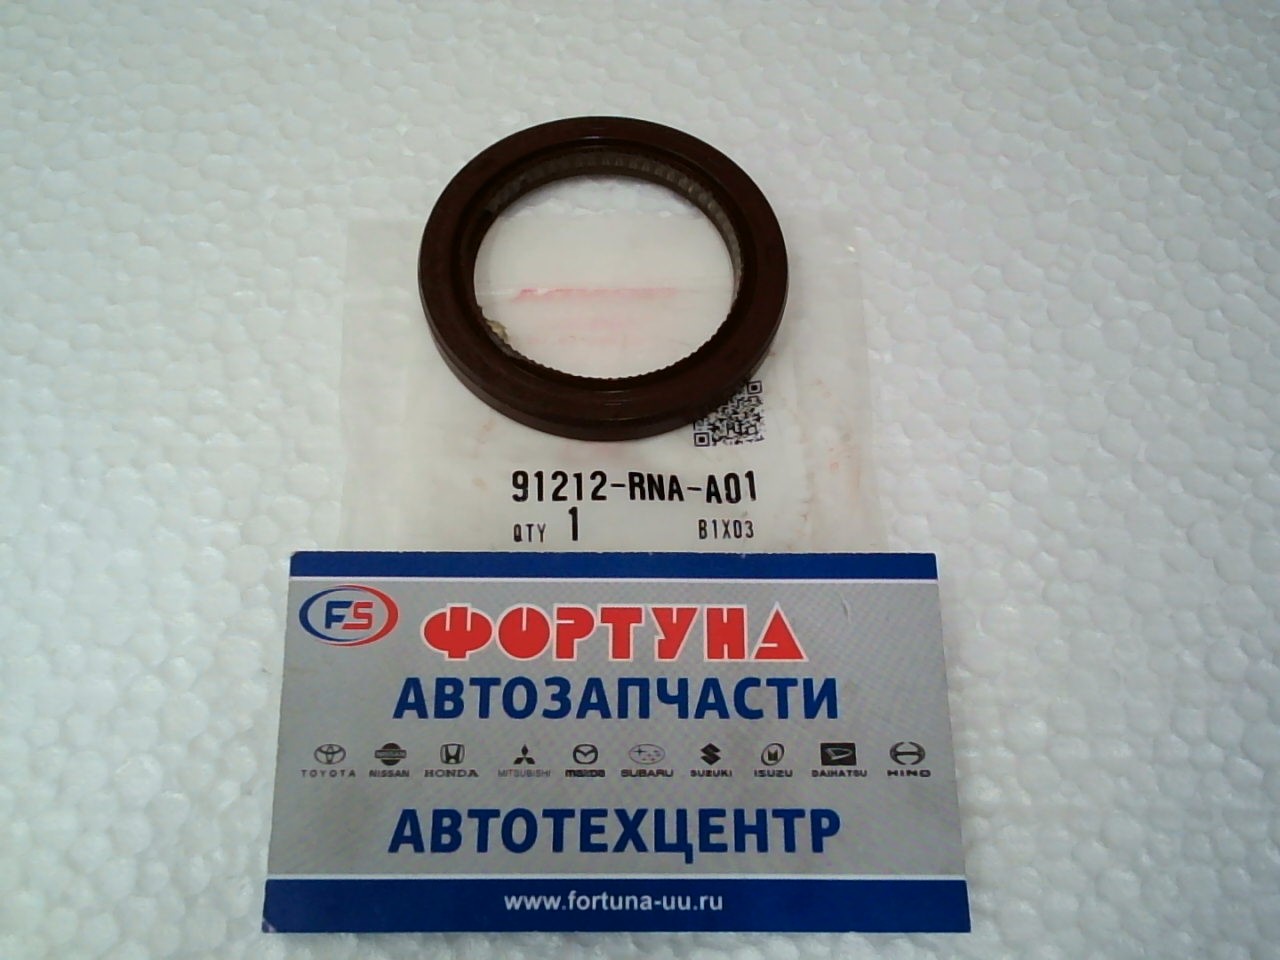 91212-RNA-A01
QTY 1 B1X03
FS ФОРТУНА
АВТОЗАПЧАСТИ
TOYOTA NISSAN HONDA MITSUBISHI mazda SUBARU SUZUKI ISUZU DAIHATSU HINO
АВТОТЕХЦЕНТР
www.fortuna-uu.ru